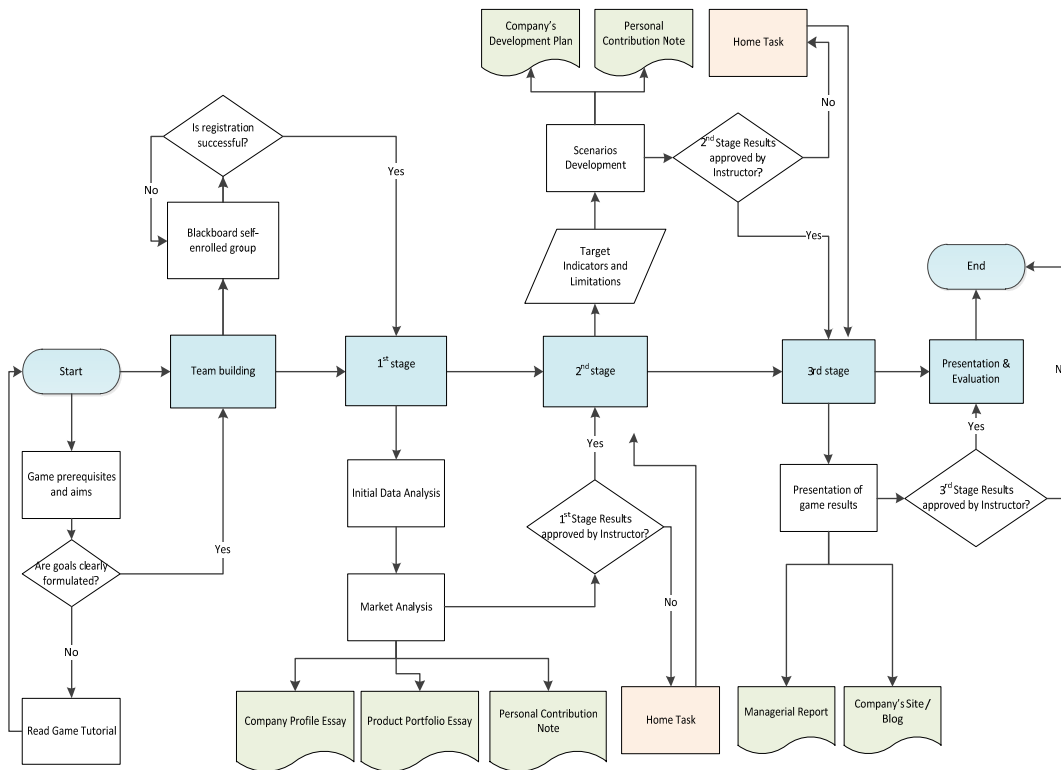 Company's
Development Plan
Personal
Contribution Note
Home Task
No
Is registration
successful?
Yes
No
Scenarios
Development
2nd Stage Results
approved by
Instructor?
Blackboard self-
enrolled group
Yes
Target
Indicators and
Limitations
End
Start
Team building
1st stage
2nd stage
3rd stage
Presentation &
Evaluation
N
Yes
Yes
Game prerequisites
and aims
Initial Data Analysis
Presentation of
game results
3rd Stage Results
approved by Instructor?
1st Stage Results
approved by Instructor?
Yes
Are goals clearly
formulated?
Market Analysis
No
No
Read Game Tutorial
Company Profile Essay
Product Portfolio Essay
Personal Contribution
Note
Home Task
Managerial Report
Company's Site /
Blog